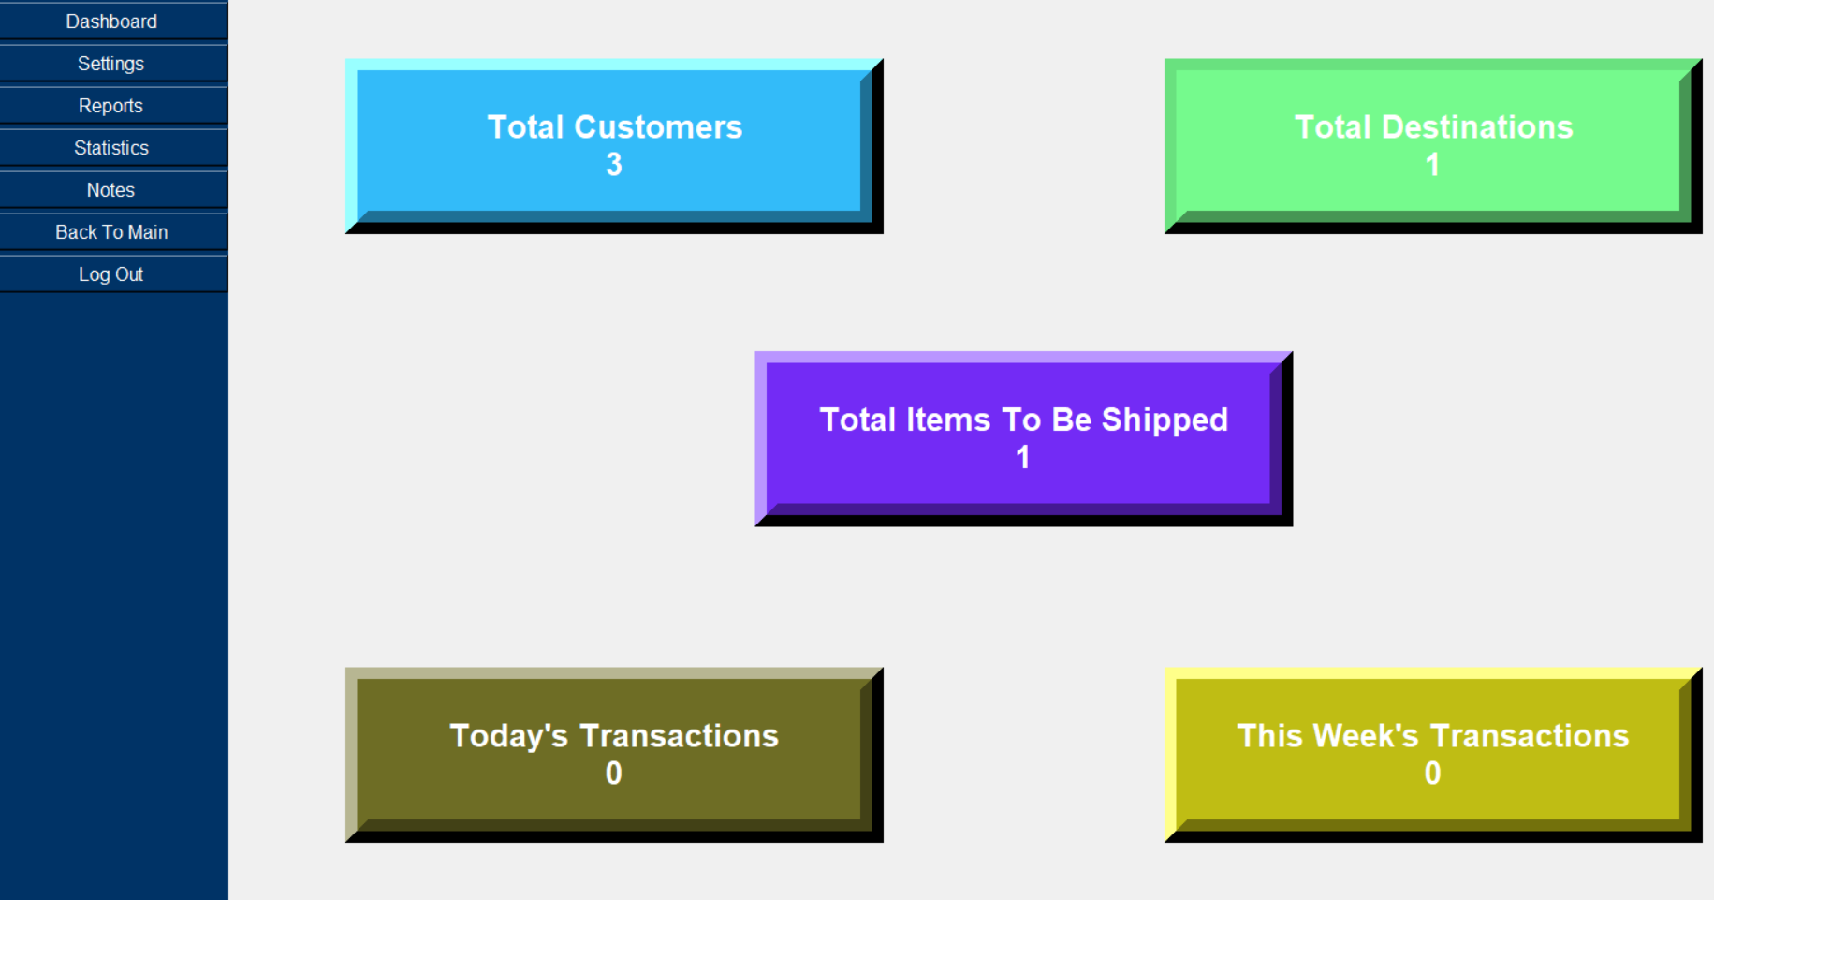 Dashboard
Settings
Reports
Statistics
Notes
Back To Main
Log Out
Total Customers
3
Total Destinations
1
Total Items To Be Shipped
1
Today's Transactions
0
This Week's Transactions
0